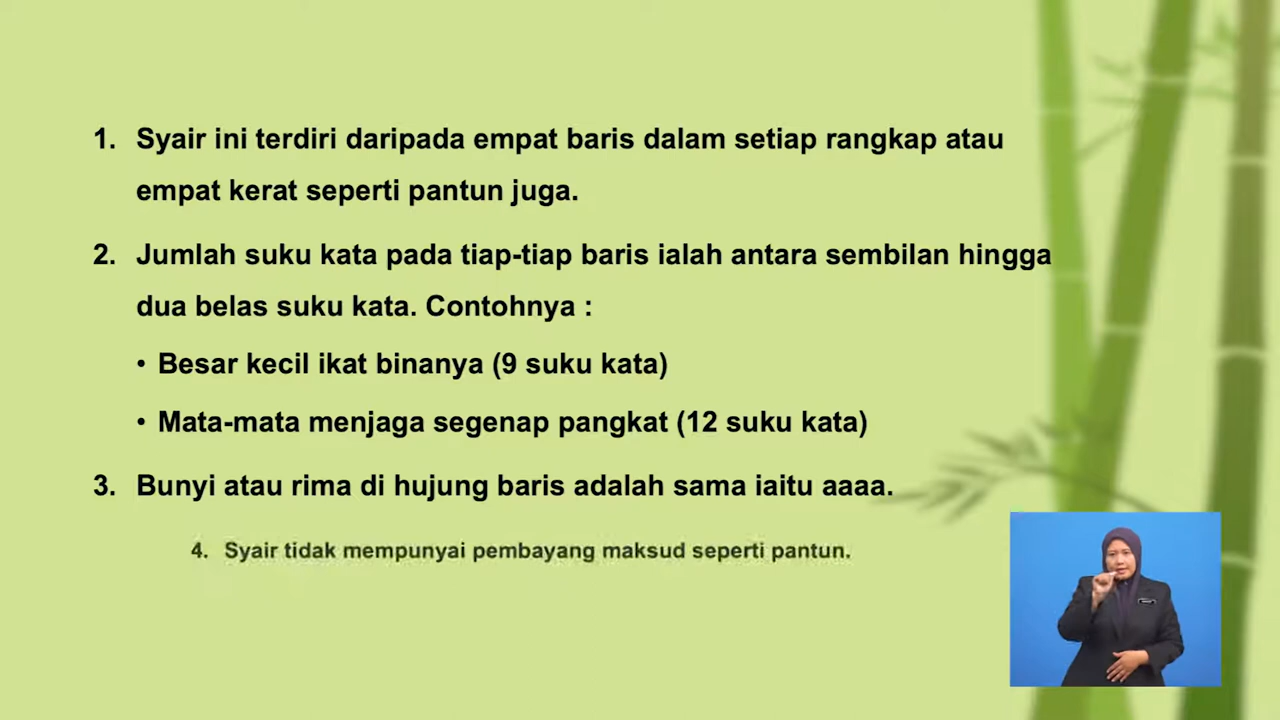 1. Syair ini terdiri daripada empat baris dalam setiap rangkap atau
empat kerat seperti pantun juga.
2. Jumlah suku kata pada tiap-tiap baris ialah antara sembilan hingga
dua belas suku kata. Contohnya :
• Besar kecil ikat binanya (9 suku kata)
• Mata-mata menjaga segenap pangkat (12 suku kata)
3. Bunyi atau rima di hujung baris adalah sama iaitu aaaa.
4. Syair tidak mempunyai pembayang maksud seperti pantun.